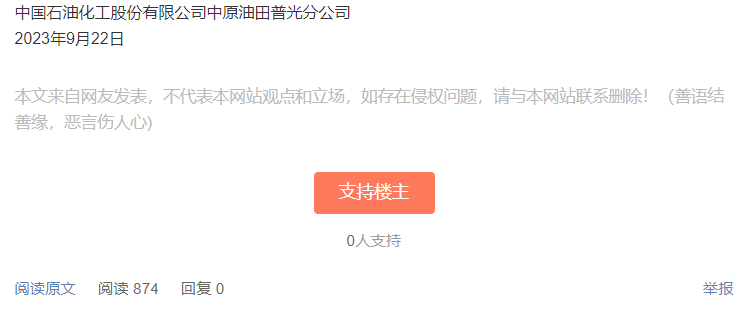 中国石油化工股份有限公司中原油田普光分公司
2023年9月22日
本文来自网友发表，不代表本网站观点和立场，如存在侵权问题，请与本网站联系删除！（善语结
善缘，恶言伤人心）
支持楼主
0人支持
阅读原文 阅读 874 回复 0 举报